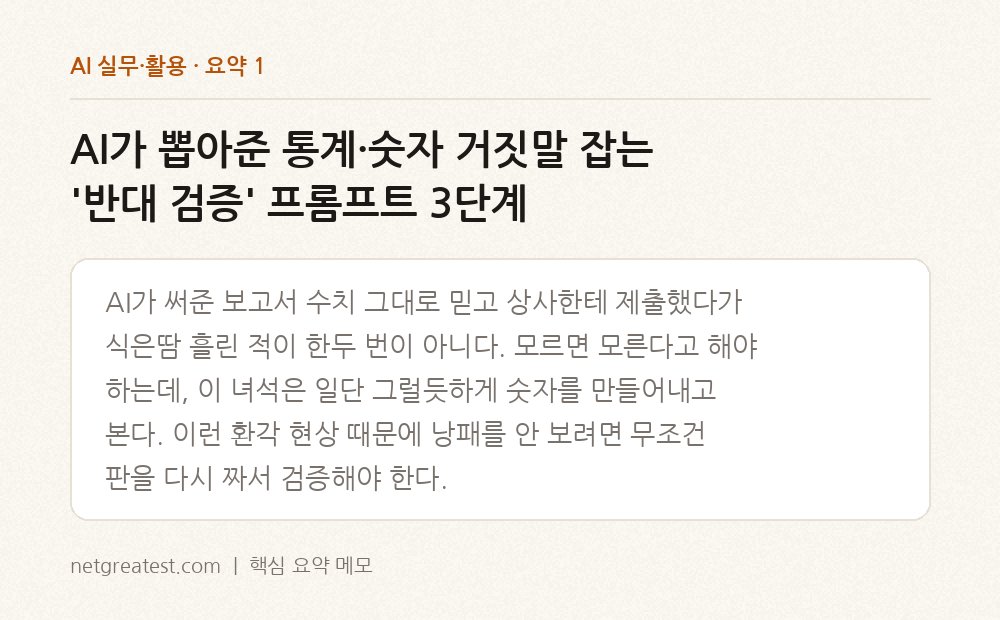 AI 실무·활용 · 요약 1
AI가 뽑아준 통계·숫자 거짓말 잡는
'반대 검증' 프롬프트 3단계
AI가 써준 보고서 수치 그대로 믿고 상사한테 제출했다가
식은땀 흘린 적이 한두 번이 아니다. 모르면 모른다고 해야
하는데, 이 녀석은 일단 그럴듯하게 숫자를 만들어내고
본다. 이런 환각 현상 때문에 낭패를 안 보려면 무조건
판을 다시 짜서 검증해야 한다.
netgreatest.com | 핵심 요약 메모